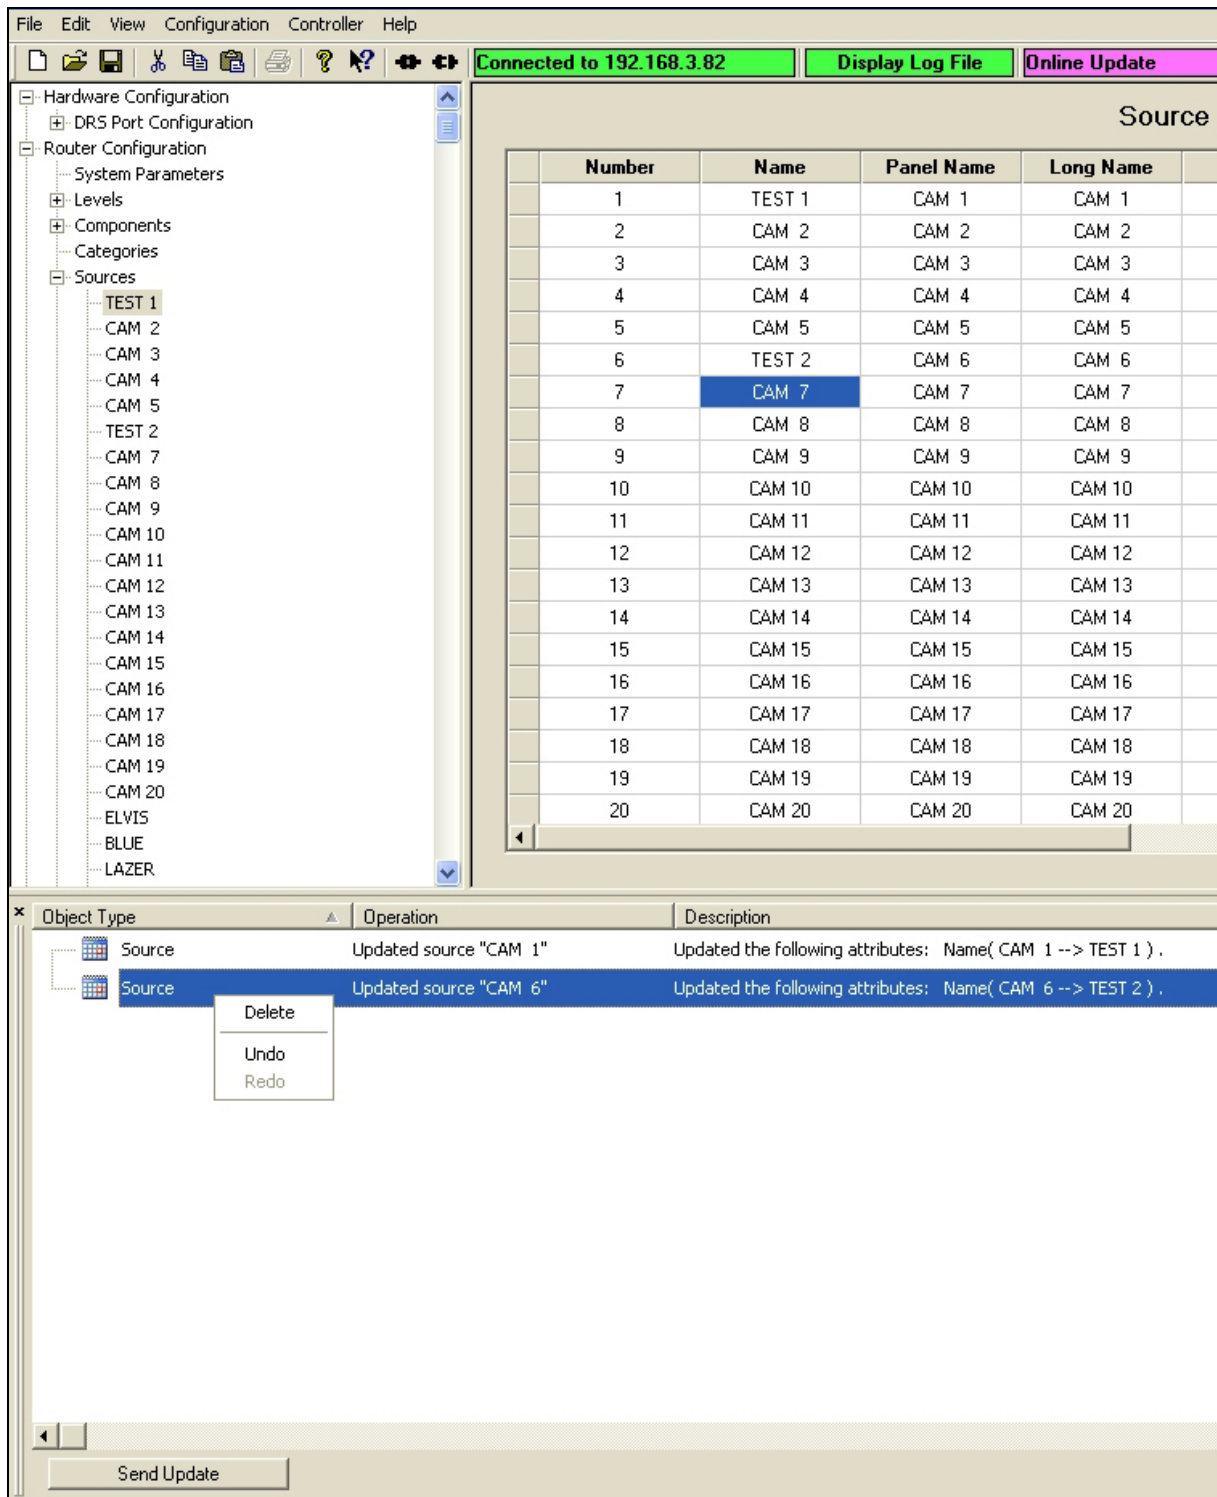 File Edit View Configuration Controller Help
Connected to 192.168.3.82 Display Log File Online Update
Hardware Configuration
DRS Port Configuration
Router Configuration
System Parameters
Levels
Components
Categories
Sources
TEST 1
CAM 2
CAM 3
CAM 4
CAM 5
TEST 2
CAM 7
CAM 8
CAM 9
CAM 10
CAM 11
CAM 12
CAM 13
CAM 14
CAM 15
CAM 16
CAM 17
CAM 18
CAM 19
CAM 20
ELVIS
BLUE
LAZER
Source
Number Name Panel Name Long Name
1 TEST 1 CAM 1 CAM 1
2 CAM 2 CAM 2 CAM 2
3 CAM 3 CAM 3 CAM 3
4 CAM 4 CAM 4 CAM 4
5 CAM 5 CAM 5 CAM 5
6 TEST 2 CAM 6 CAM 6
7 CAM 7 CAM 7 CAM 7
8 CAM 8 CAM 8 CAM 8
9 CAM 9 CAM 9 CAM 9
10 CAM 10 CAM 10 CAM 10
11 CAM 11 CAM 11 CAM 11
12 CAM 12 CAM 12 CAM 12
13 CAM 13 CAM 13 CAM 13
14 CAM 14 CAM 14 CAM 14
15 CAM 15 CAM 15 CAM 15
16 CAM 16 CAM 16 CAM 16
17 CAM 17 CAM 17 CAM 17
18 CAM 18 CAM 18 CAM 18
19 CAM 19 CAM 19 CAM 19
20 CAM 20 CAM 20 CAM 20
Object Type Operation Description
Source Updated source "CAM 1" Updated the following attributes: Name( CAM 1 --> TEST 1 ) .
Source Updated source "CAM 6" Updated the following attributes: Name( CAM 6 --> TEST 2 ) .
Delete
Undo
Redo
Send Update